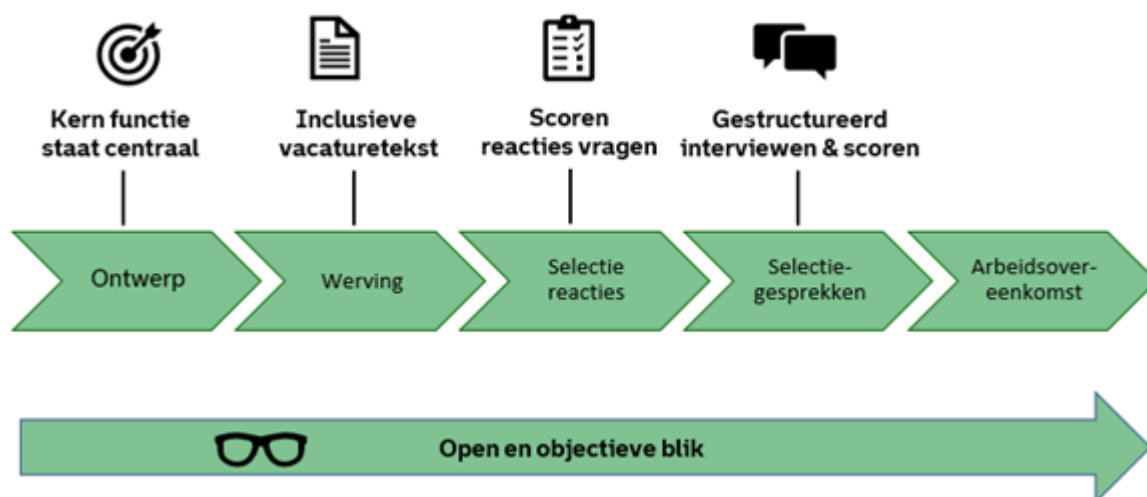 Kern functie
staat centraal
Inclusieve
vacaturetekst
Scoren
reacties vragen
Gestructureerd
interviewen & scoren
Ontwerp
Werving
Selectie
reacties
Selectie-
gesprekken
Arbeidsover-
eenkomst
Open en objectieve blik